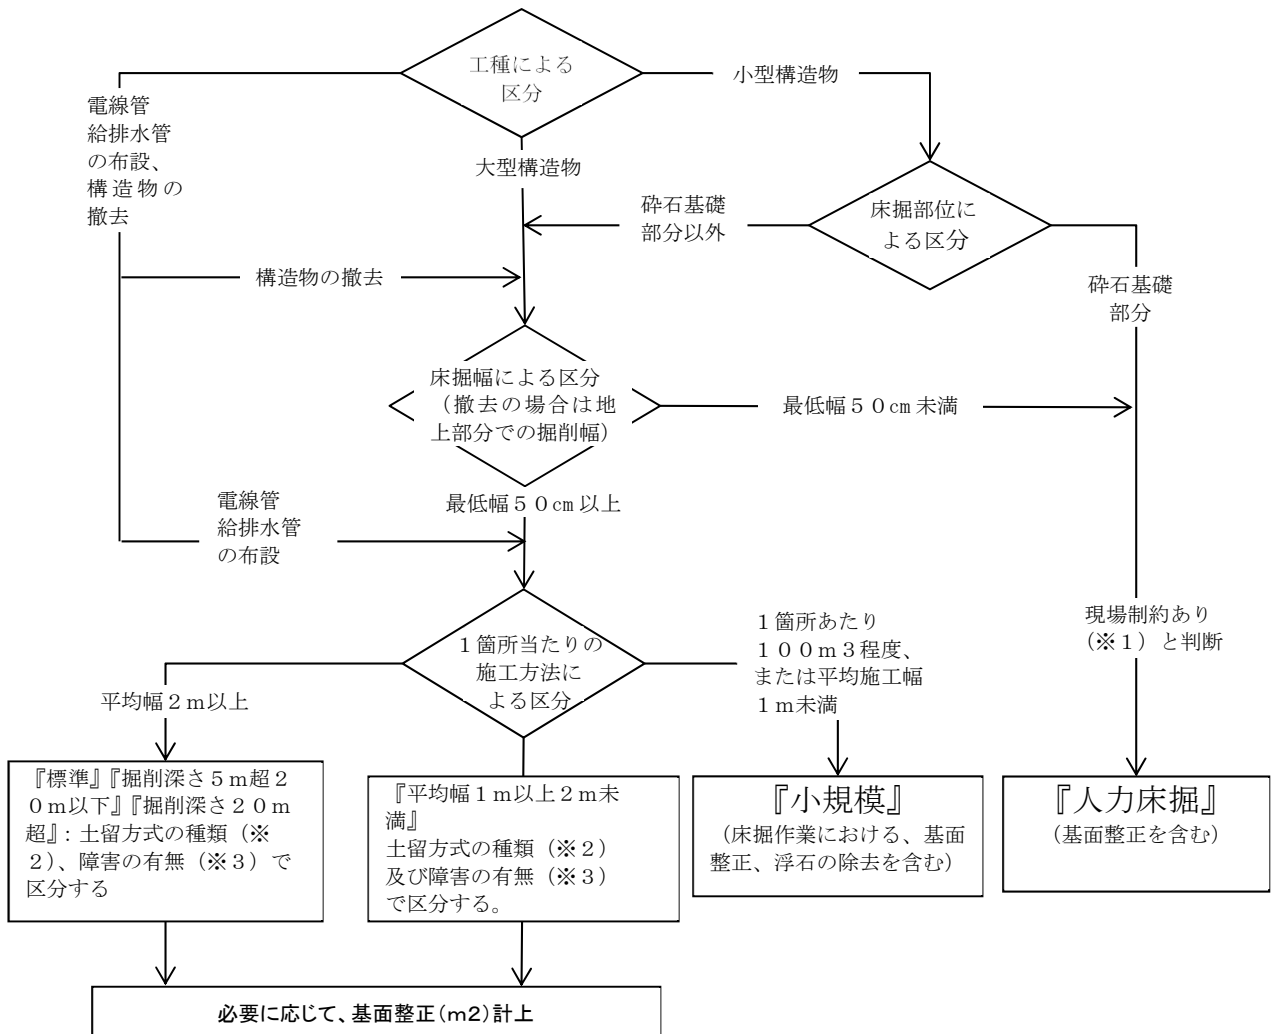 工種による
区分
小型構造物
電線管
給排水管
の布設、
構造物の
撤去
大型構造物
砕石基礎
部分以外
床掘部位に
よる区分
構造物の撤去
砕石基礎
部分
床掘幅による区分
（撤去の場合は地
上部分での掘削幅）
最低幅５０㎝未満
電線管
給排水管
の布設
最低幅５０㎝以上
１箇所当たりの
施工方法に
よる区分
１箇所あたり
１００ｍ３程度、
または平均施工幅
１ｍ未満
現場制約あり
（※１）と判断
平均幅２ｍ以上
『標準』『掘削深さ５ｍ超２
０ｍ以下』『掘削深さ２０ｍ
超』：土留方式の種類（※
２）、障害の有無（※３）で
区分する
『平均幅１ｍ以上２ｍ未
満』
土留方式の種類（※２）
及び障害の有無（※３）
で区分する。
『小規模』
（床掘作業における、基面
整正、浮石の除去を含む）
『人力床掘』
（基面整正を含む）
必要に応じて、基面整正（ｍ２）計上